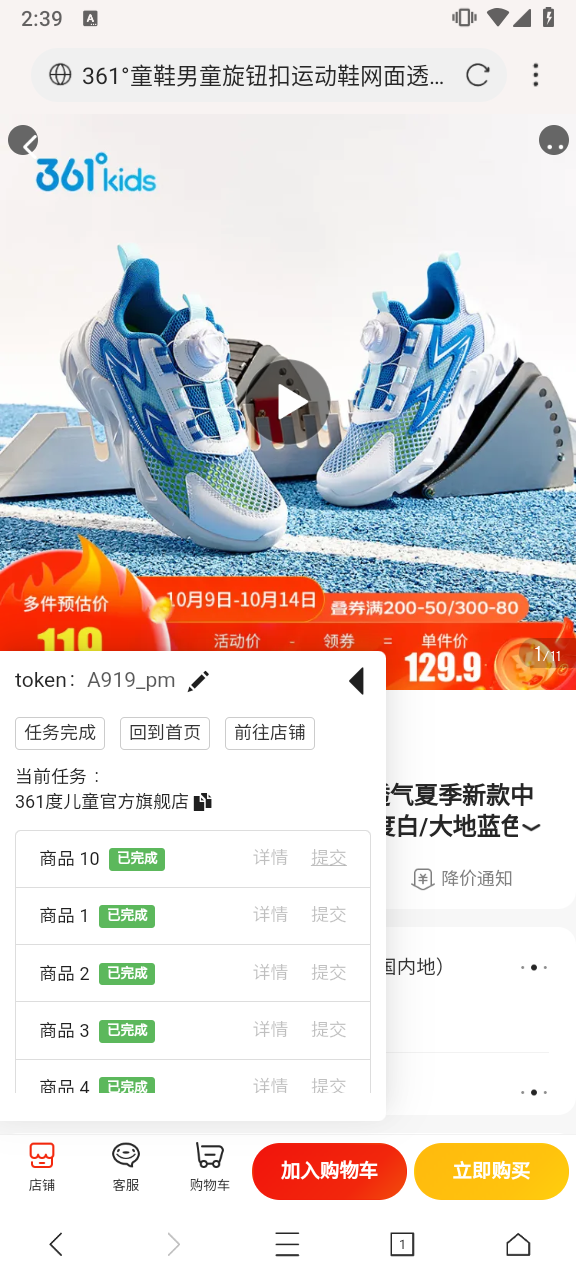 2:39
A
361°童鞋男童旋钮扣运动鞋网面透...
361° kids
多件预估价
119
10月9日-10月14日
叠券满200-50/300-80
活动价 - 领券 = 单件价
129.9
1/11
token： A919_pm
任务完成 回到首页 前往店铺
当前任务：
361度儿童官方旗舰店
气夏季新款中
度白/大地蓝色
降价通知
商品 10 已完成 详情 提交
商品 1 已完成 详情 提交
商品 2 已完成 详情 提交
国内地）
商品 3 已完成 详情 提交
商品 4 已完成 详情 提交
店铺 客服 购物车 加入购物车 立即购买
1